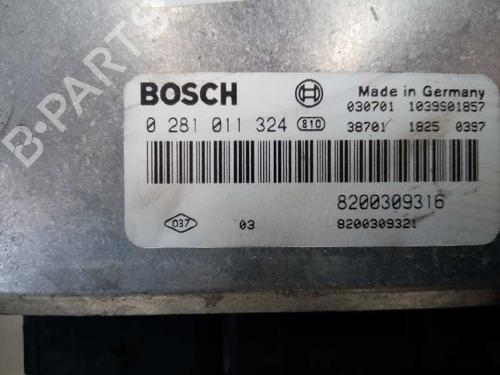 BOSCH
Made in Germany
030701 1039S01857
0 281 011 324 810
38701 1825 0397
8200309316
037 03 8200309321
B-PARTS